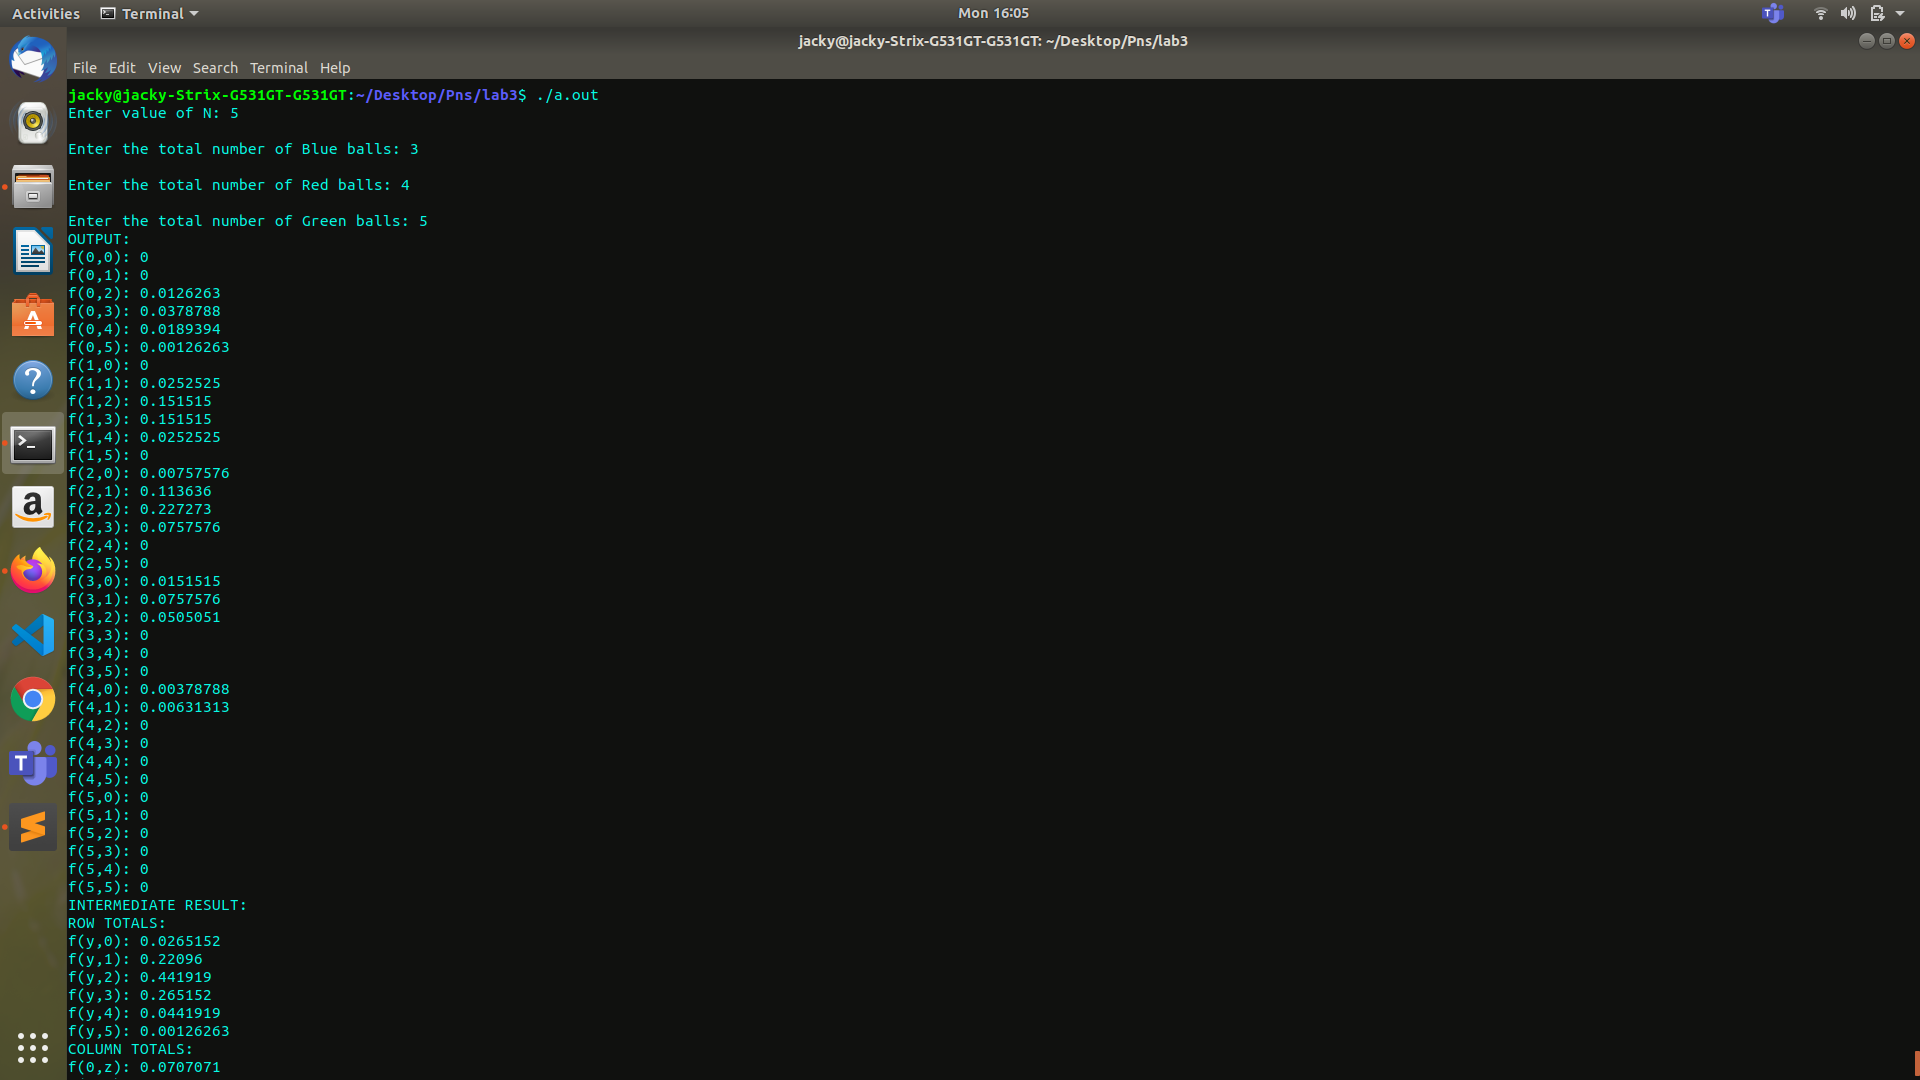 Activities Terminal Mon 16:05
jacky@jacky-Strix-G531GT-G531GT: ~/Desktop/Pns/lab3
File Edit View Search Terminal Help
jacky@jacky-Strix-G531GT-G531GT:~/Desktop/Pns/lab3$ ./a.out
Enter value of N: 5
Enter the total number of Blue balls: 3
Enter the total number of Red balls: 4
Enter the total number of Green balls: 5
OUTPUT:
f(0,0): 0
f(0,1): 0
f(0,2): 0.0126263
f(0,3): 0.0378788
f(0,4): 0.0189394
f(0,5): 0.00126263
f(1,0): 0
f(1,1): 0.0252525
f(1,2): 0.151515
f(1,3): 0.151515
f(1,4): 0.0252525
f(1,5): 0
f(2,0): 0.00757576
f(2,1): 0.113636
f(2,2): 0.227273
f(2,3): 0.0757576
f(2,4): 0
f(2,5): 0
f(3,0): 0.0151515
f(3,1): 0.0757576
f(3,2): 0.0505051
f(3,3): 0
f(3,4): 0
f(3,5): 0
f(4,0): 0.00378788
f(4,1): 0.00631313
f(4,2): 0
f(4,3): 0
f(4,4): 0
f(4,5): 0
f(5,0): 0
f(5,1): 0
f(5,2): 0
f(5,3): 0
f(5,4): 0
f(5,5): 0
INTERMEDIATE RESULT:
ROW TOTALS:
f(y,0): 0.0265152
f(y,1): 0.22096
f(y,2): 0.441919
f(y,3): 0.265152
f(y,4): 0.0441919
f(y,5): 0.00126263
COLUMN TOTALS:
f(0,z): 0.0707071